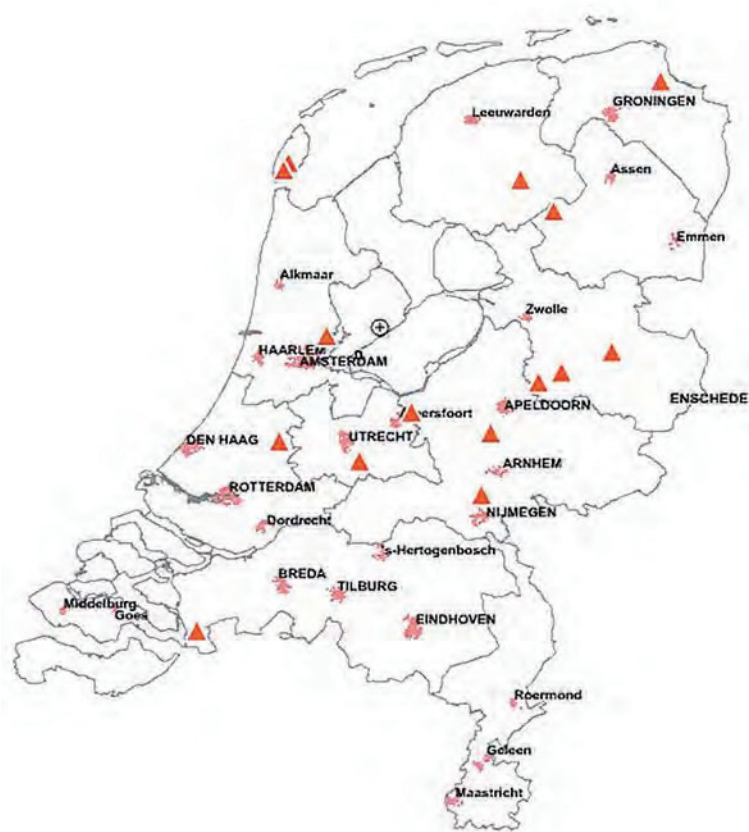 Leeuwarden
GRONINGEN
Assen
Emmen
Alkmaar
Zwolle
HAARLEM
AMSTERDAM
APELDOORN
ENSCHEDE
UTRECHT
DEN HAAG
ARNHEM
ROTTERDAM
NIJMEGEN
Dordrecht
's-Hertogenbosch
BREDA
TILBURG
EINDHOVEN
Middelburg
Goes
Roermond
Geleen
Maastricht